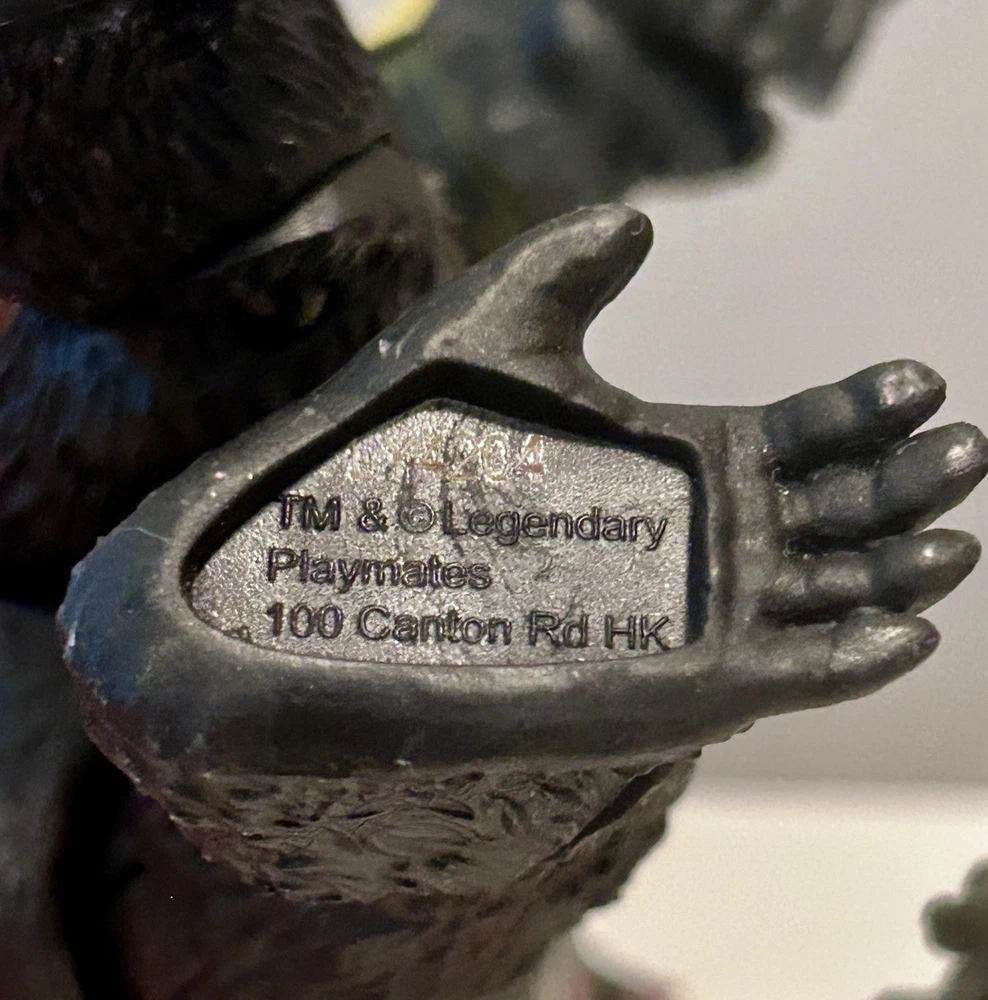 TM & © Legendary
Playmates
100 Canton Rd HK